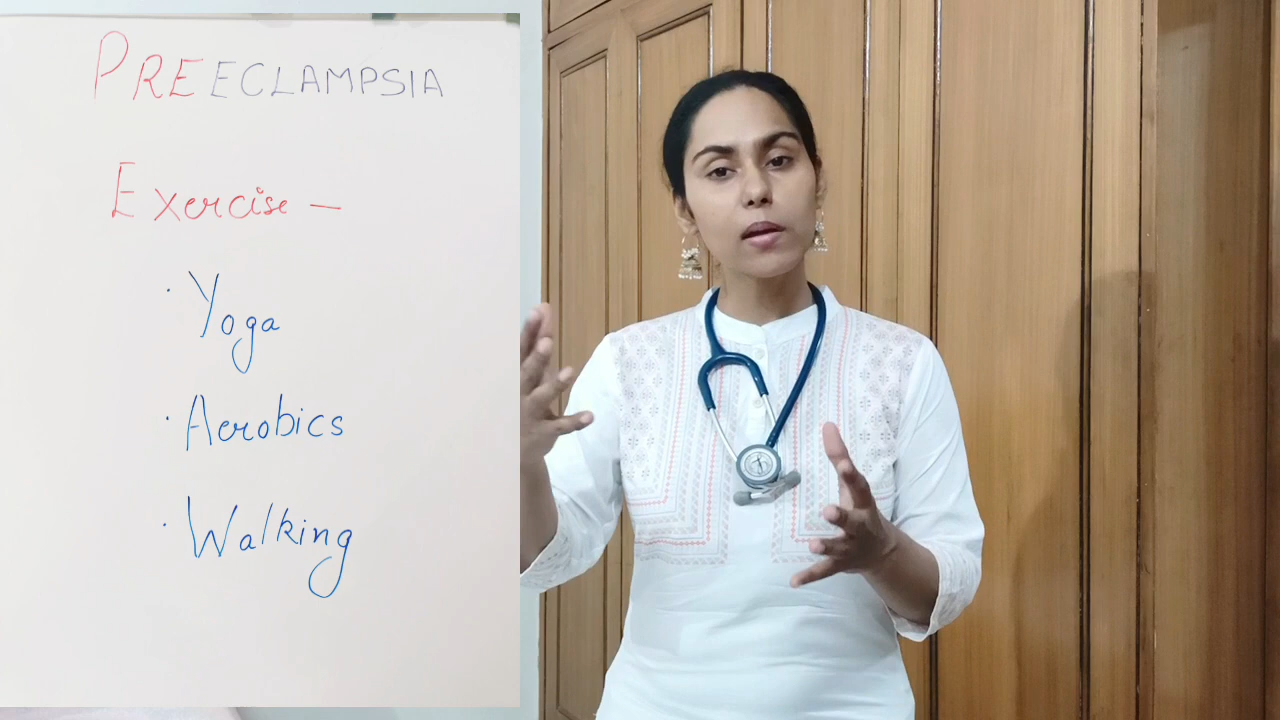 PREECLAMPSIA
Exercise -
· Yoga
· Aerobics
· Walking